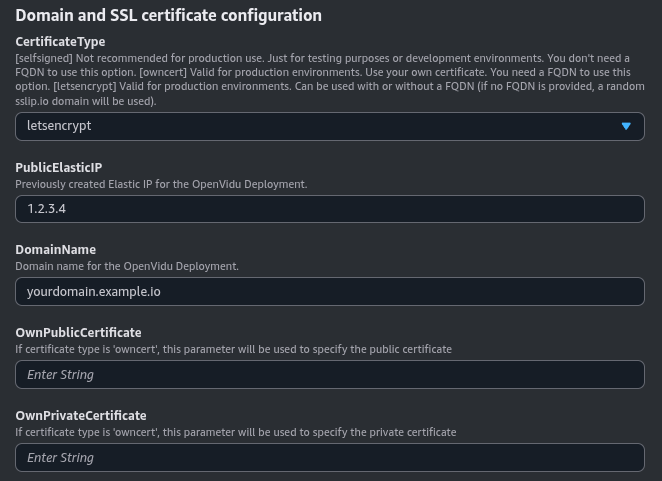 Domain and SSL certificate configuration
CertificateType
[selfsigned] Not recommended for production use. Just for testing purposes or development environments. You don't need a
FQDN to use this option. [owncert] Valid for production environments. Use your own certificate. You need a FQDN to use this
option. [letsencrypt] Valid for production environments. Can be used with or without a FQDN (if no FQDN is provided, a random
sslip.io domain will be used).
letsencrypt
PublicElasticIP
Previously created Elastic IP for the OpenVidu Deployment.
1.2.3.4
DomainName
Domain name for the OpenVidu Deployment.
yourdomain.example.io
OwnPublicCertificate
If certificate type is 'owncert', this parameter will be used to specify the public certificate
Enter String
OwnPrivateCertificate
If certificate type is 'owncert', this parameter will be used to specify the private certificate
Enter String